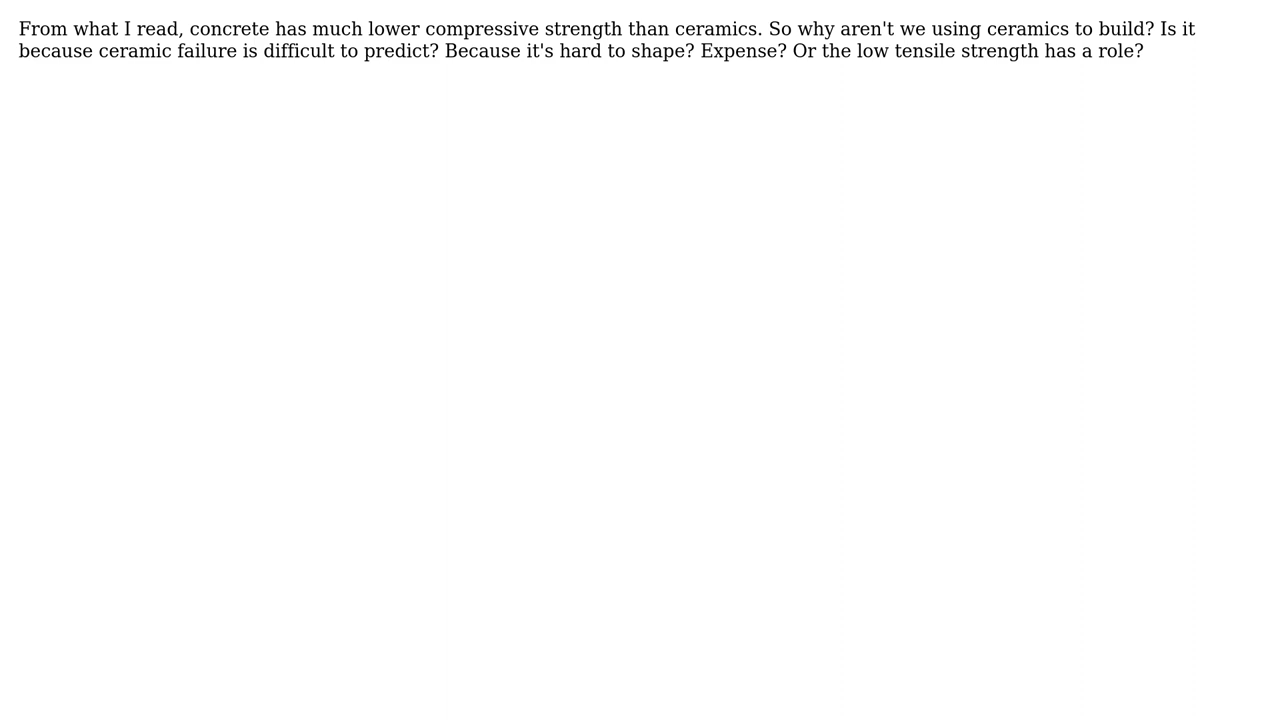 From what I read, concrete has much lower compressive strength than ceramics. So why aren't we using ceramics to build? Is it
because ceramic failure is difficult to predict? Because it's hard to shape? Expense? Or the low tensile strength has a role?